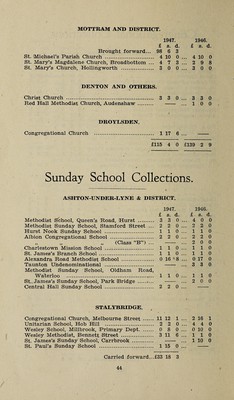 MOTTRAM AND DISTRICT.
1947. 1946.
£ s. d. £ s. d.
Brought forward... 98 6 3
St. Michael's Parish Church ... 4 10 0 ... 4 10 0
St. Mary's Magdalene Church, Broadbottom ... 4 7 3 ... 2 9 8
St. Mary's Church, Hollingworth ... 3 0 0 ... 3 0 0
DENTON AND OTHERS.
Christ Church ... 3 3 0 ... 3 3 0
Red Hall Methodist Church, Audenshaw ... —— ... 1 0 0
DROYLSDEN.
Congregational Church ... 1 17 6 ... ——
£115 4 0 £139 2 9
Sunday School Collections.
ASHTON-UNDER-LYNE & DISTRICT.
1947. 1946.
£ s. d. £ s. d.
Methodist School, Queen's Road, Hurst ... 3 3 0 ... 4 0 0
Methodist Sunday School, Stamford Street ... 2 2 0 ... 2 2 0
Hurst Nook Sunday School ... 1 1 0 ... 1 0 0
Albion Congregational School ... 2 2 0 ... 2 2 0
(Class "B") ... —— ... 2 0 0
Charlestown Mission School ... 1 1 0 ... 1 1 0
St. James's Branch School ... 1 1 0 ... 1 1 0
Alexandra Road Methodist School ... 0 16 0 0 17 0
Taunton Undenominational ... —— ... 3 3 0
Methodist Sunday School, Oldham Road,
Waterloo ... 1 1 0 ... 1 1 0
St. James's Sunday School, Park Bridge ... —— ... 2 0 0
Central Hall Sunday School ... 2 2 0 ... ——
STALYBRIDGE.
Congregational Church, Melbourne Street ... 11 12 1 ... 2 16 1
Unitarian School, Hob Hill ... 2 2 0 ... 4 4 0
Wesley School, Millbrook, Primary Dept. ... 0 8 0 ... 0 10 0
Wesley Methodist, Bennett Street ... 3 11 6 ... 1 1 0
St. James's Sunday School, Carrbrook ... —— ... 1 10 0
St. Paul's Sunday School ... 1 15 0 ... ——
Carried forward...£33 18 3
44